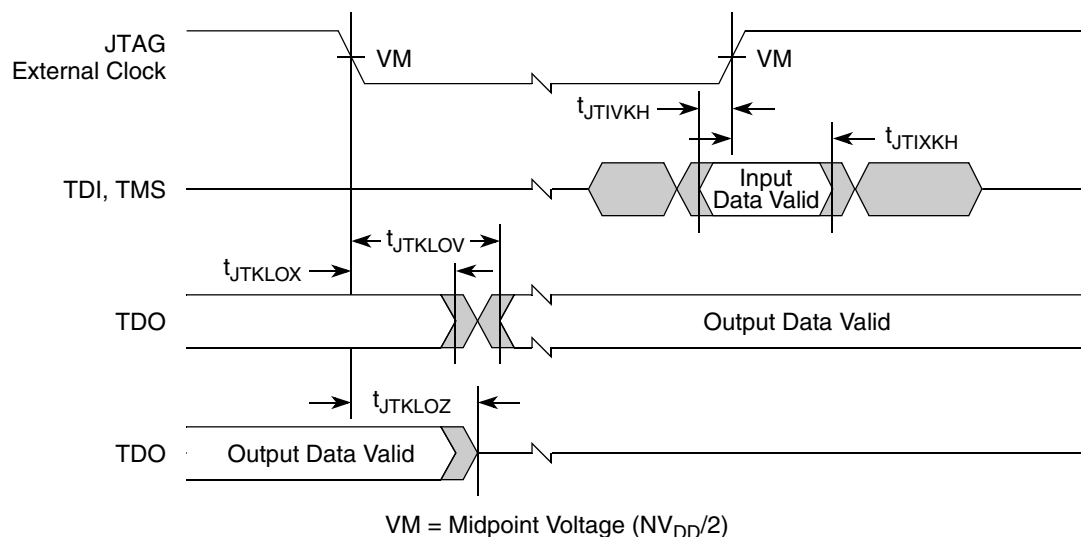 JTAG
External Clock
VM
VM
tJTIVKH
tJTIXKH
TDI, TMS
Input
Data Valid
tJTKLOV
tJTKLOX
TDO
Output Data Valid
tJTKLOZ
TDO
Output Data Valid
VM = Midpoint Voltage (NVDD/2)